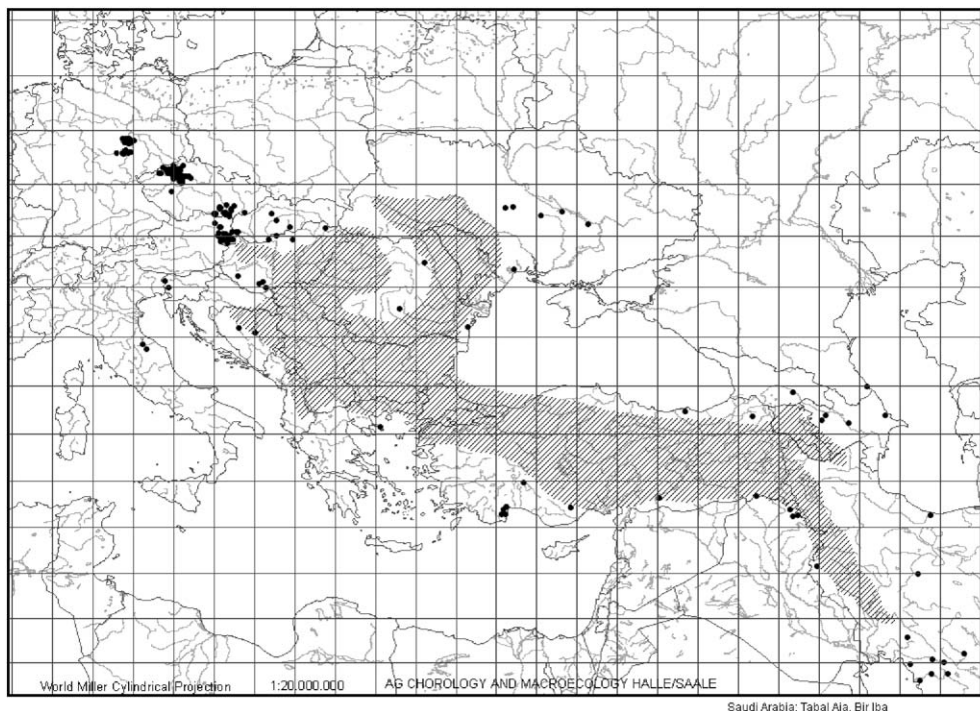 World Miller Cylindrical Projection 1:20.000.000 AG CHOROLOGY AND MACROECOLOGY HALLE/SAALE
Saudi Arabia: Tabal Aja, Bir Iba